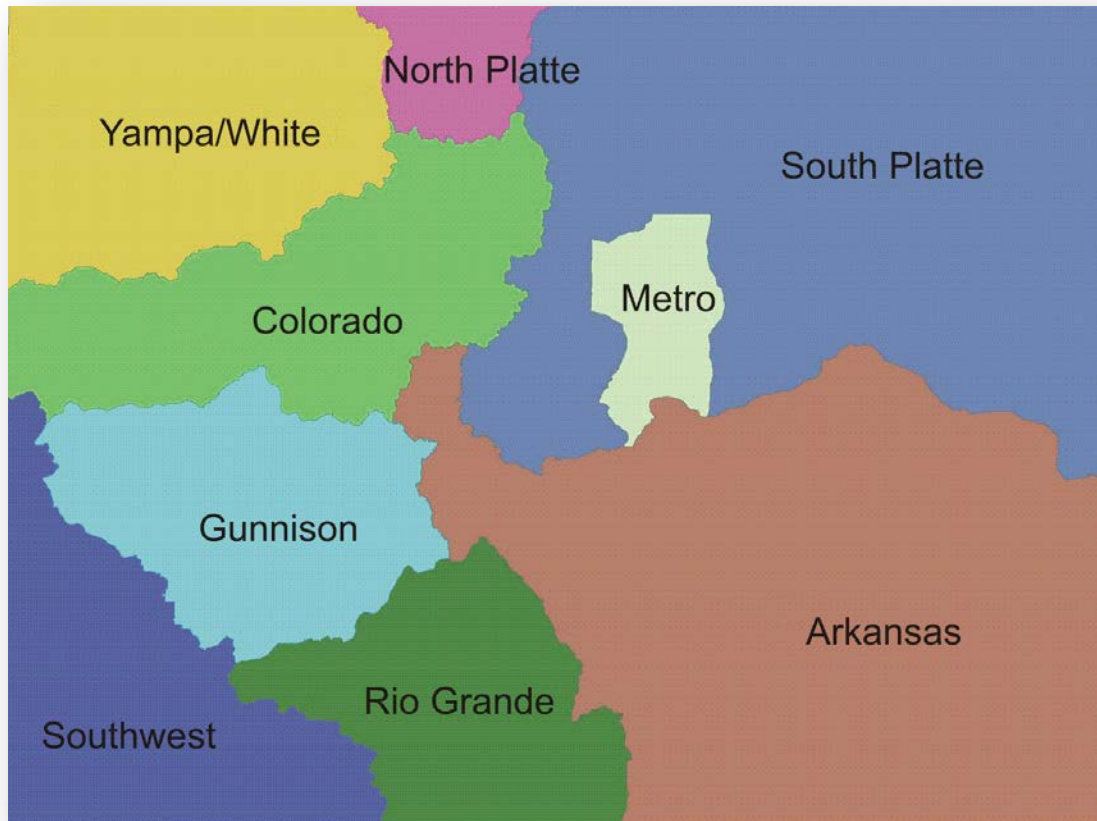 North Platte
Yampa/White
South Platte
Metro
Colorado
Gunnison
Arkansas
Rio Grande
Southwest